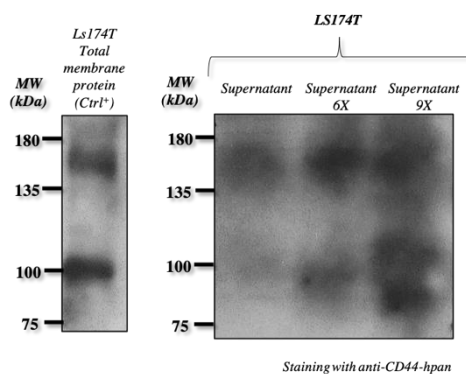 LS174T
Ls174T
Total
membrane
protein
(Ctrl+)
MW
(kDa)
180
135
100
75
MW
(kDa)
Supernatant
Supernatant
6X
Supernatant
9X
180
135
100
75
Staining with anti-CD44-hpan